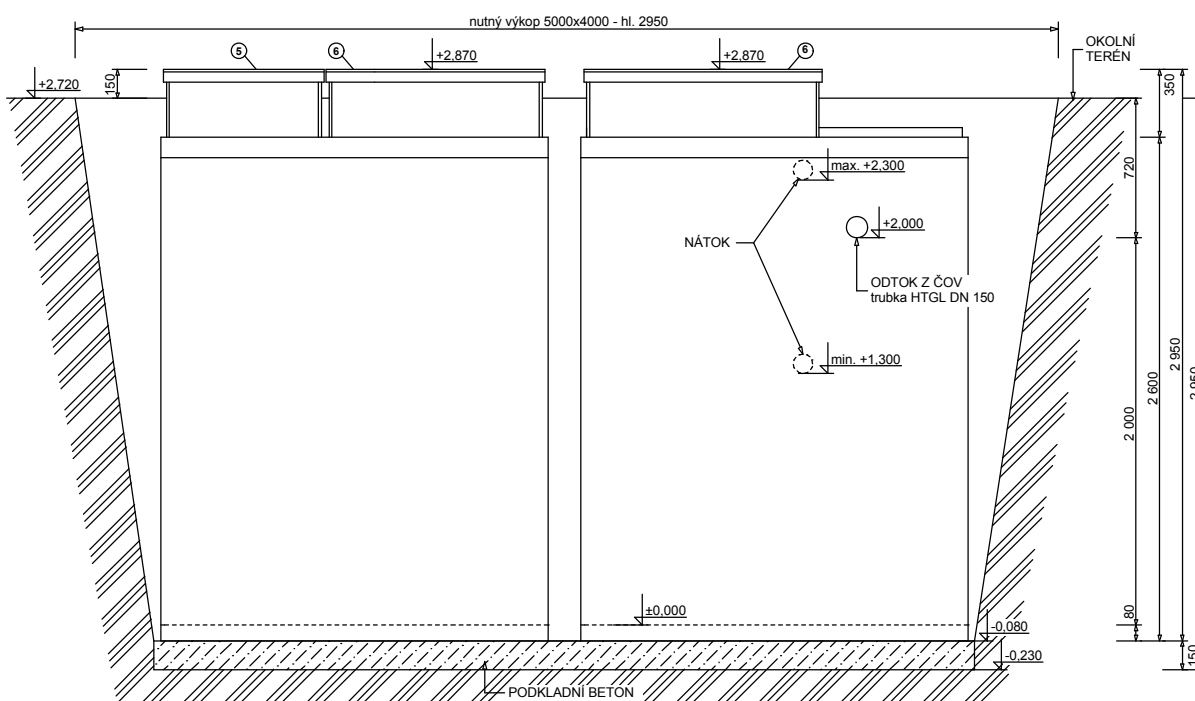 nutný výkop 5000x4000 - hl. 2950
5
6
+2,870
+2,870
6
OKOLNÍ
TERÉN
+2,720
150
350
max. +2,300
720
NÁTOK
+2,000
ODTOK Z ČOV
trubka HTGL DN 150
min. +1,300
2 000
2 600
2 950
2 950
±0,000
80
-0,080
-0,230
150
PODKLADNÍ BETON